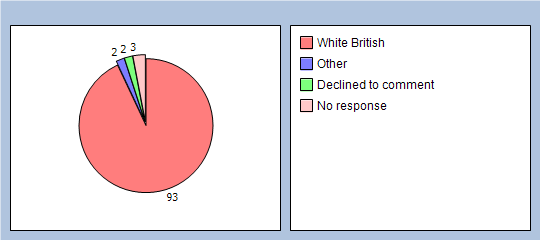 2 2 3
93
White British
Other
Declined to comment
No response